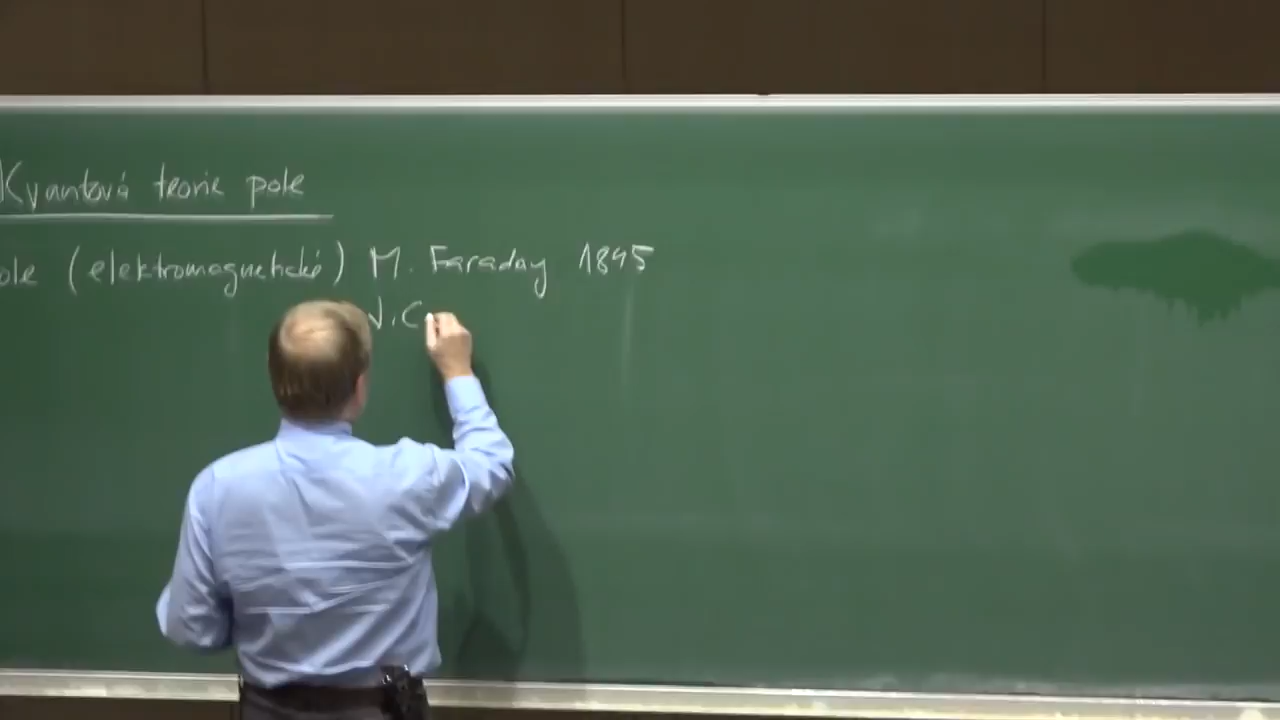 Kvantová teorie pole
ole (elektromagnetické) M. Faraday 1845
J. C